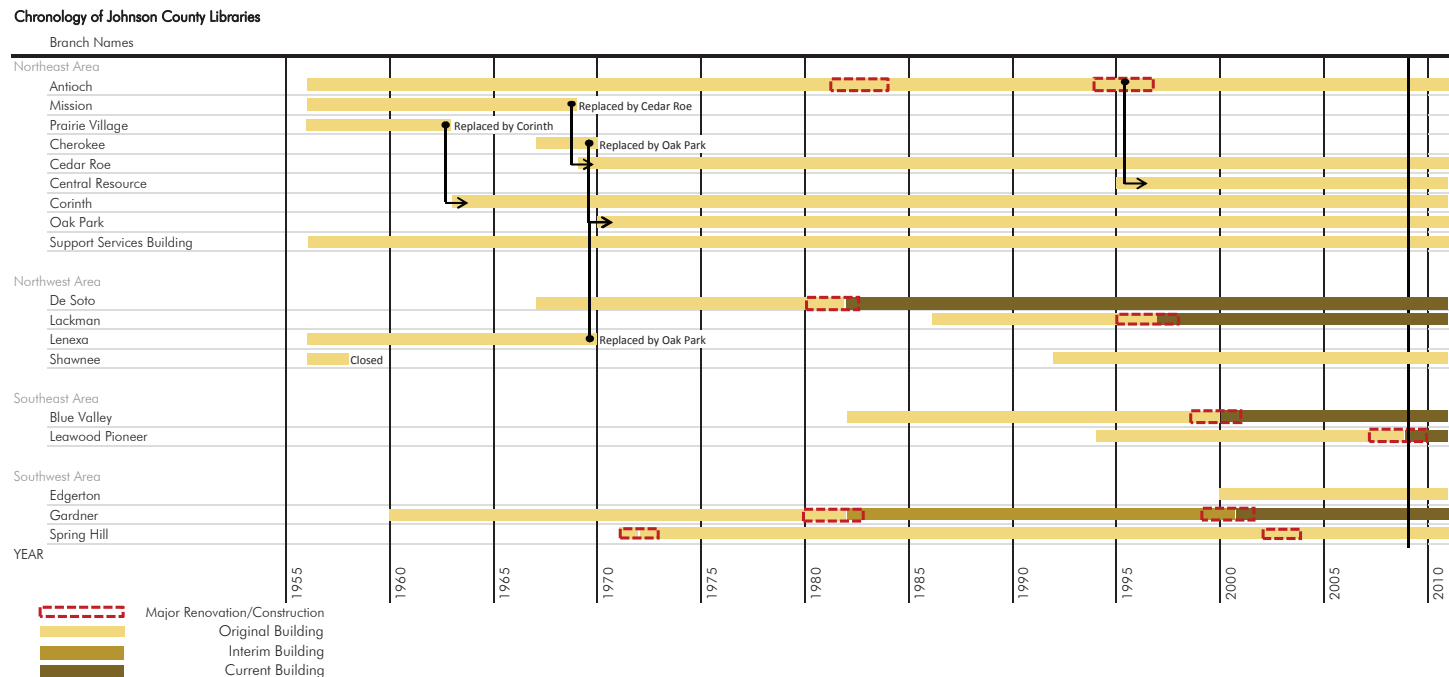 Chronology of Johnson County Libraries
Branch Names
Northeast Area
Antioch
Mission
Replaced by Cedar Roe
Prairie Village
Replaced by Corinth
Cherokee
Replaced by Oak Park
Cedar Roe
Central Resource
Corinth
Oak Park
Support Services Building
Northwest Area
De Soto
Lackman
Lenexa
Replaced by Oak Park
Shawnee
Closed
Southeast Area
Blue Valley
Leawood Pioneer
Southwest Area
Edgerton
Gardner
Spring Hill
YEAR
1955
1960
1965
1970
1975
1980
1985
1990
1995
2000
2005
2010
Major Renovation/Construction
Original Building
Interim Building
Current Building